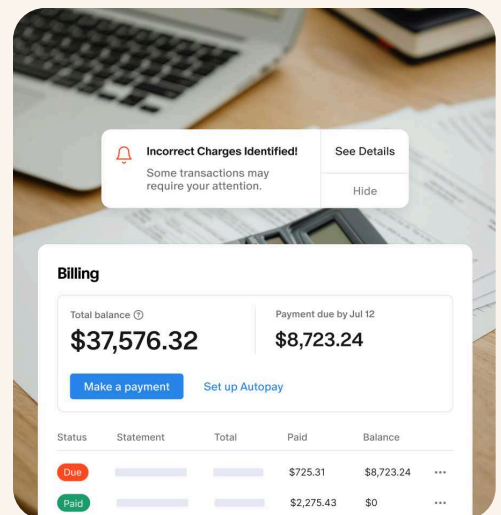 Incorrect Charges Identified!
Some transactions may
require your attention.
See Details
Hide
Billing
Total balance
$37,576.32
Payment due by Jul 12
$8,723.24
Make a payment
Set up Autopay
Status Statement Total Paid Balance
Due $725.31 $8,723.24
Paid $2,275.43 $0